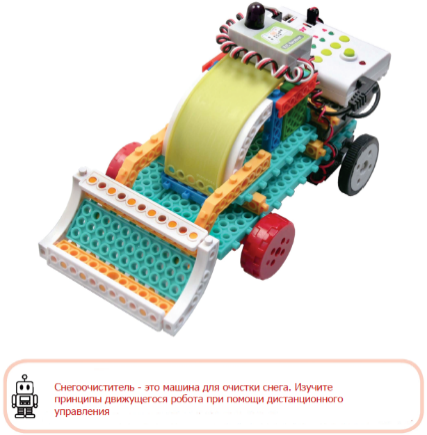 Снегоочиститель - это машина для очистки снега. Изучите
принципы движущегося робота при помощи дистанционного
управления